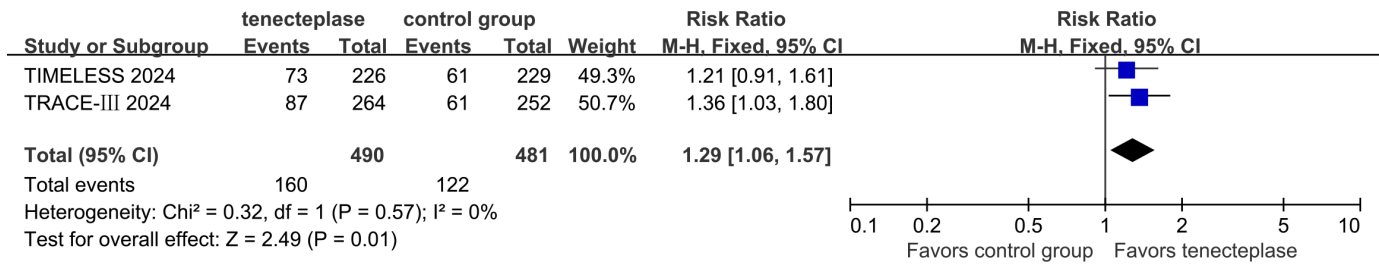 tenecteplase control group Risk Ratio Risk Ratio
Study or Subgroup Events Total Events Total Weight M-H, Fixed, 95% CI M-H, Fixed, 95% CI
TIMELESS 2024 73 226 61 229 49.3% 1.21 [0.91, 1.61]
TRACE-III 2024 87 264 61 252 50.7% 1.36 [1.03, 1.80]
Total (95% CI) 490 481 100.0% 1.29 [1.06, 1.57]
Total events 160 122
Heterogeneity: Chi² = 0.32, df = 1 (P = 0.57); I² = 0%
Test for overall effect: Z = 2.49 (P = 0.01)
0.1 0.2 0.5 1 2 5 10
Favors control group Favors tenecteplase